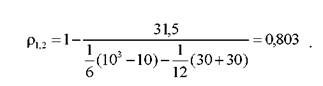 ρ1,2 = 1 − 31,5 / (1/6 (10³ − 10) − 1/12 (30 + 30)) = 0,803 .